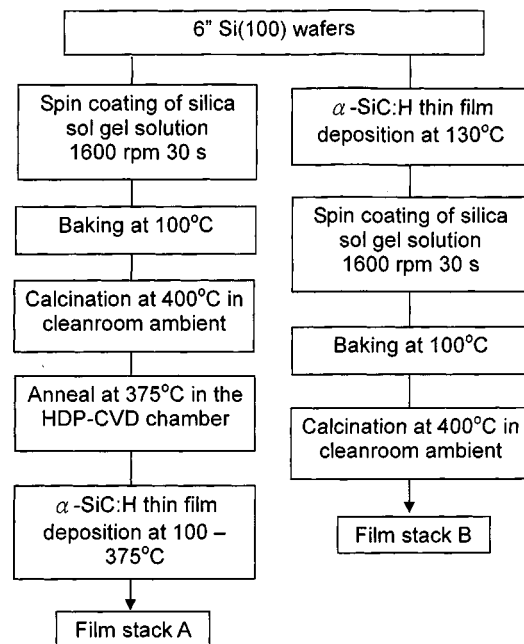 6” Si(100) wafers
Spin coating of silica
sol gel solution
1600 rpm 30 s
Baking at 100°C
Calcination at 400°C in
cleanroom ambient
Anneal at 375°C in the
HDP-CVD chamber
α-SiC:H thin film
deposition at 100 –
375°C
Film stack A
α-SiC:H thin film
deposition at 130°C
Spin coating of silica
sol gel solution
1600 rpm 30 s
Baking at 100°C
Calcination at 400°C in
cleanroom ambient
Film stack B